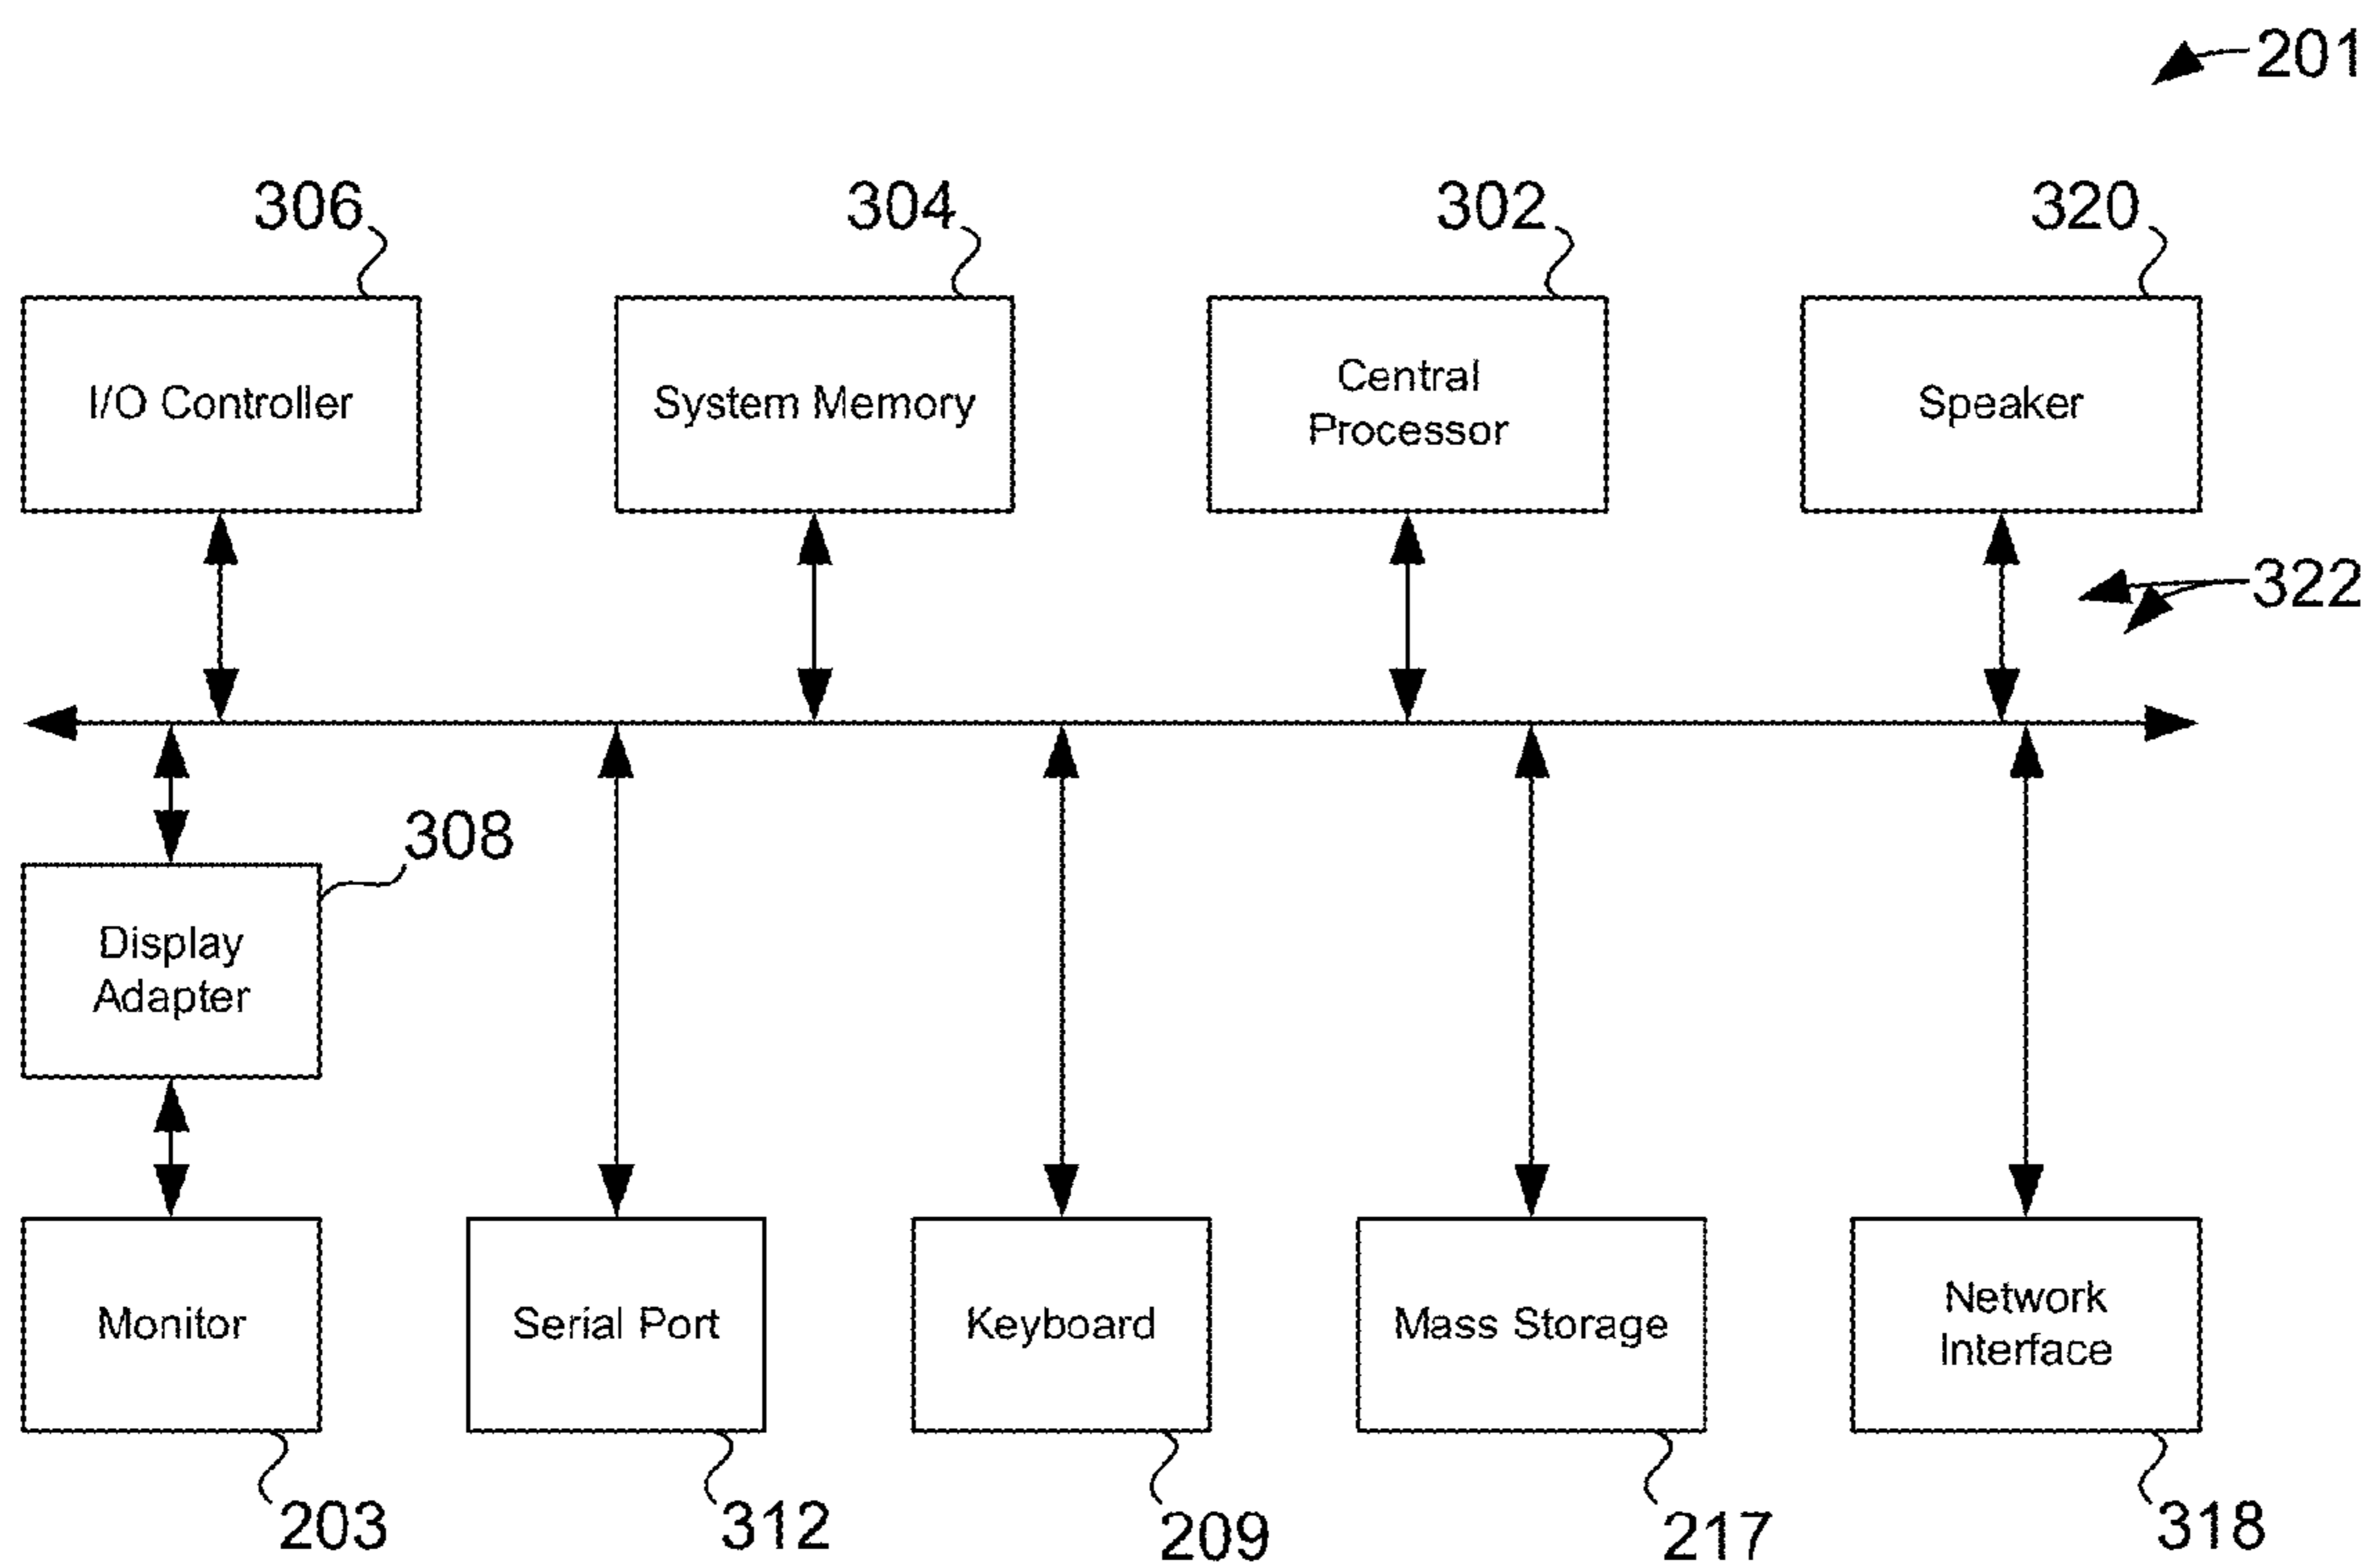 201
306
304
302
320
I/O Controller
System Memory
Central
Processor
Speaker
322
308
Display
Adapter
Monitor
Serial Port
Keyboard
Mass Storage
Network
Interface
203
312
209
217
318